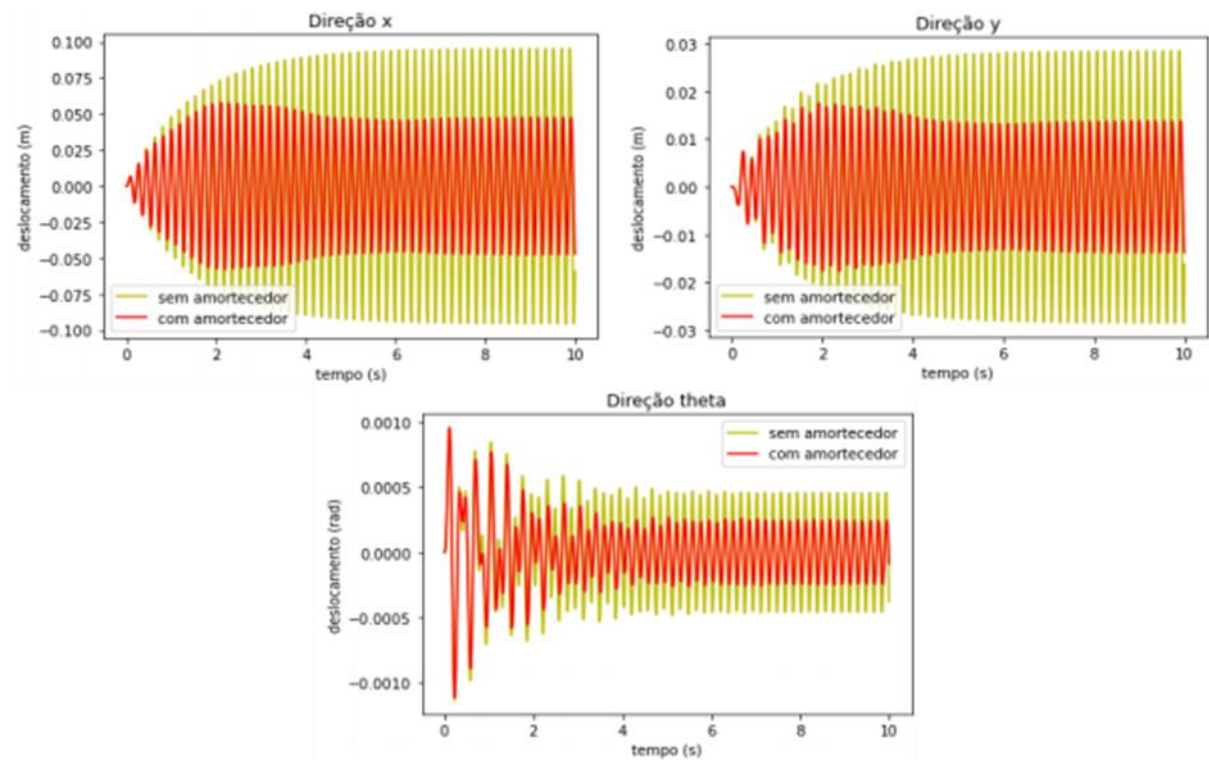 Direção x
deslocamento (m)
0.100
0.075
0.050
0.025
0.000
−0.025
−0.050
−0.075
−0.100
sem amortecedor
com amortecedor
0 2 4 6 8 10
tempo (s)
Direção y
deslocamento (m)
0.03
0.02
0.01
0.00
−0.01
−0.02
−0.03
sem amortecedor
com amortecedor
0 2 4 6 8 10
tempo (s)
Direção theta
deslocamento (rad)
0.0010
0.0005
0.0000
−0.0005
−0.0010
sem amortecedor
com amortecedor
0 2 4 6 8 10
tempo (s)